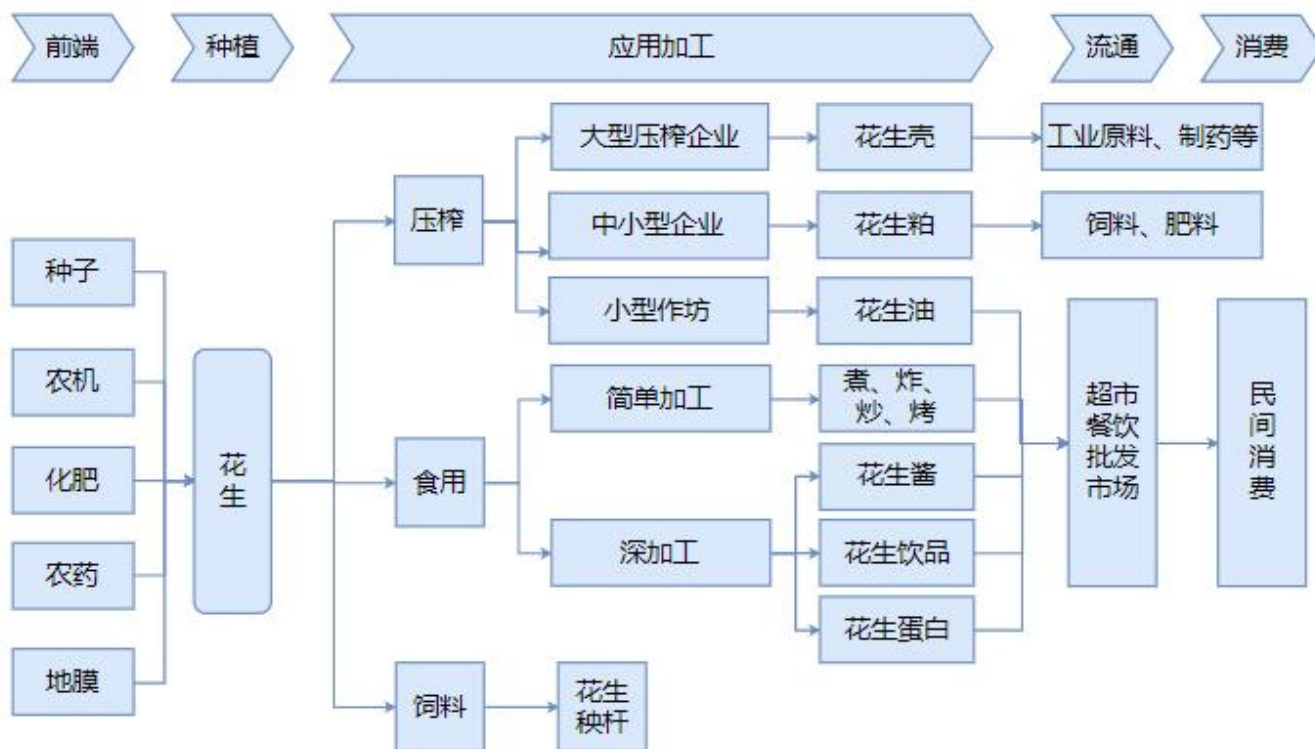 前端
种植
应用加工
流通
消费
种子
农机
化肥
农药
地膜
花
生
压榨
食用
饲料
大型压榨企业
中小型企业
小型作坊
简单加工
深加工
花生
秧杆
花生壳
花生粕
花生油
煮、炸、
炒、烤
花生酱
花生饮品
花生蛋白
工业原料、制药等
饲料、肥料
超市
餐饮
批发
市场
民
间
消
费